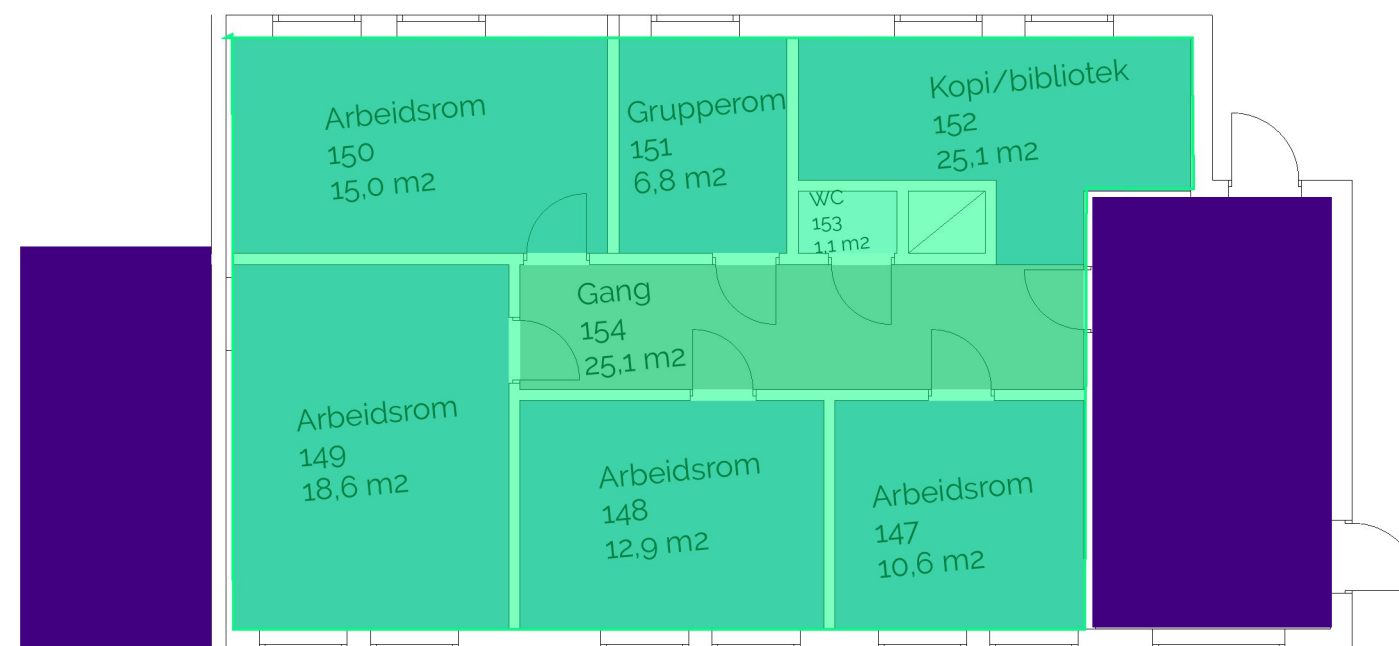 Arbeidsrom
150
15,0 m2
Grupperom
151
6,8 m2
Kopi/bibliotek
152
25,1 m2
WC
153
1,1 m2
Gang
154
25,1 m2
Arbeidsrom
149
18,6 m2
Arbeidsrom
148
12,9 m2
Arbeidsrom
147
10,6 m2